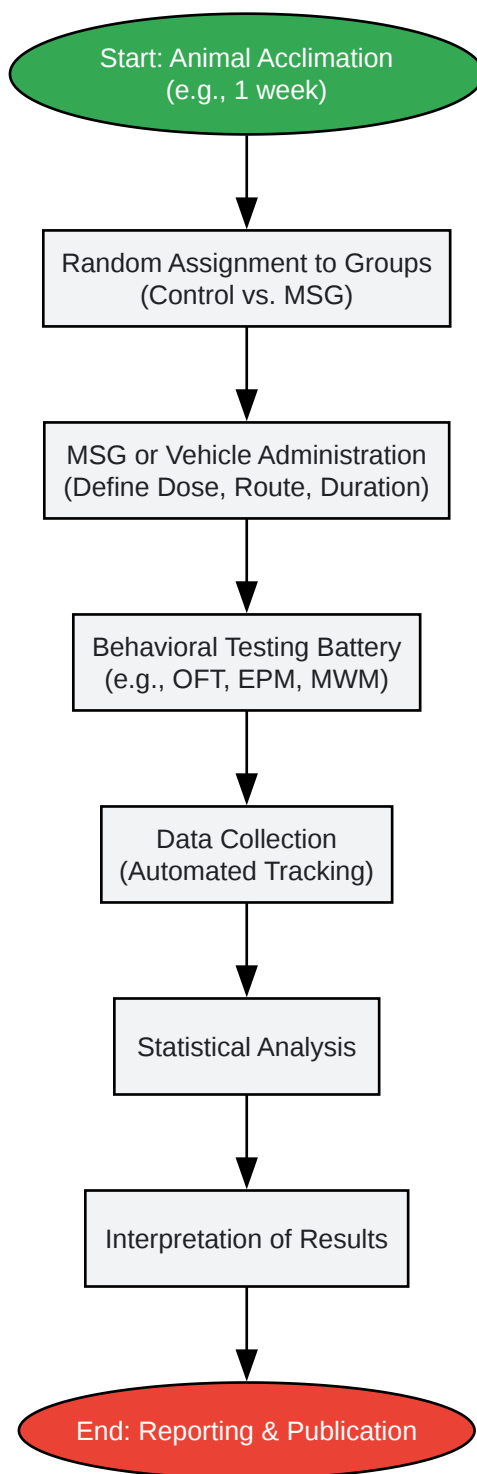 Start: Animal Acclimation
(e.g., 1 week)
Random Assignment to Groups
(Control vs. MSG)
MSG or Vehicle Administration
(Define Dose, Route, Duration)
Behavioral Testing Battery
(e.g., OFT, EPM, MWM)
Data Collection
(Automated Tracking)
Statistical Analysis
Interpretation of Results
End: Reporting & Publication